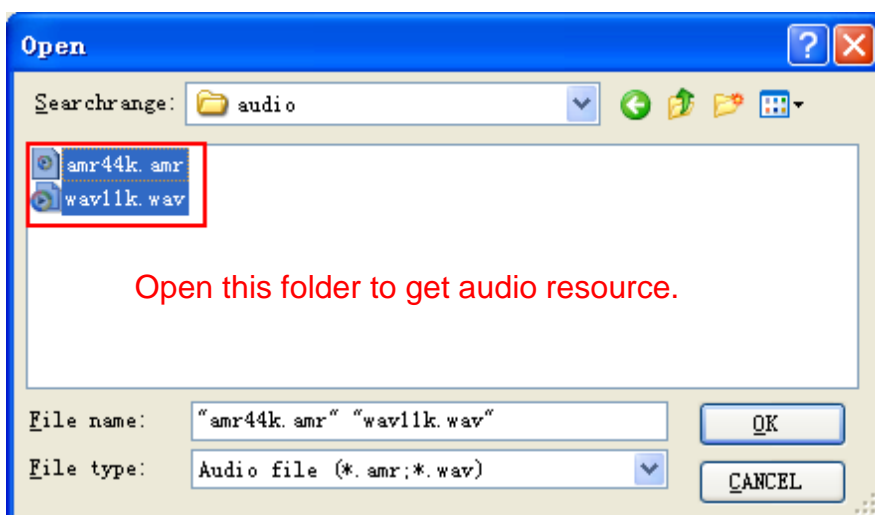 Open
Searchrange: audio
amr44k.amr
wav11k.wav
Open this folder to get audio resource.
File name: "amr44k.amr" "wav11k.wav"
OK
File type: Audio file (*.amr;*.wav)
CANCEL